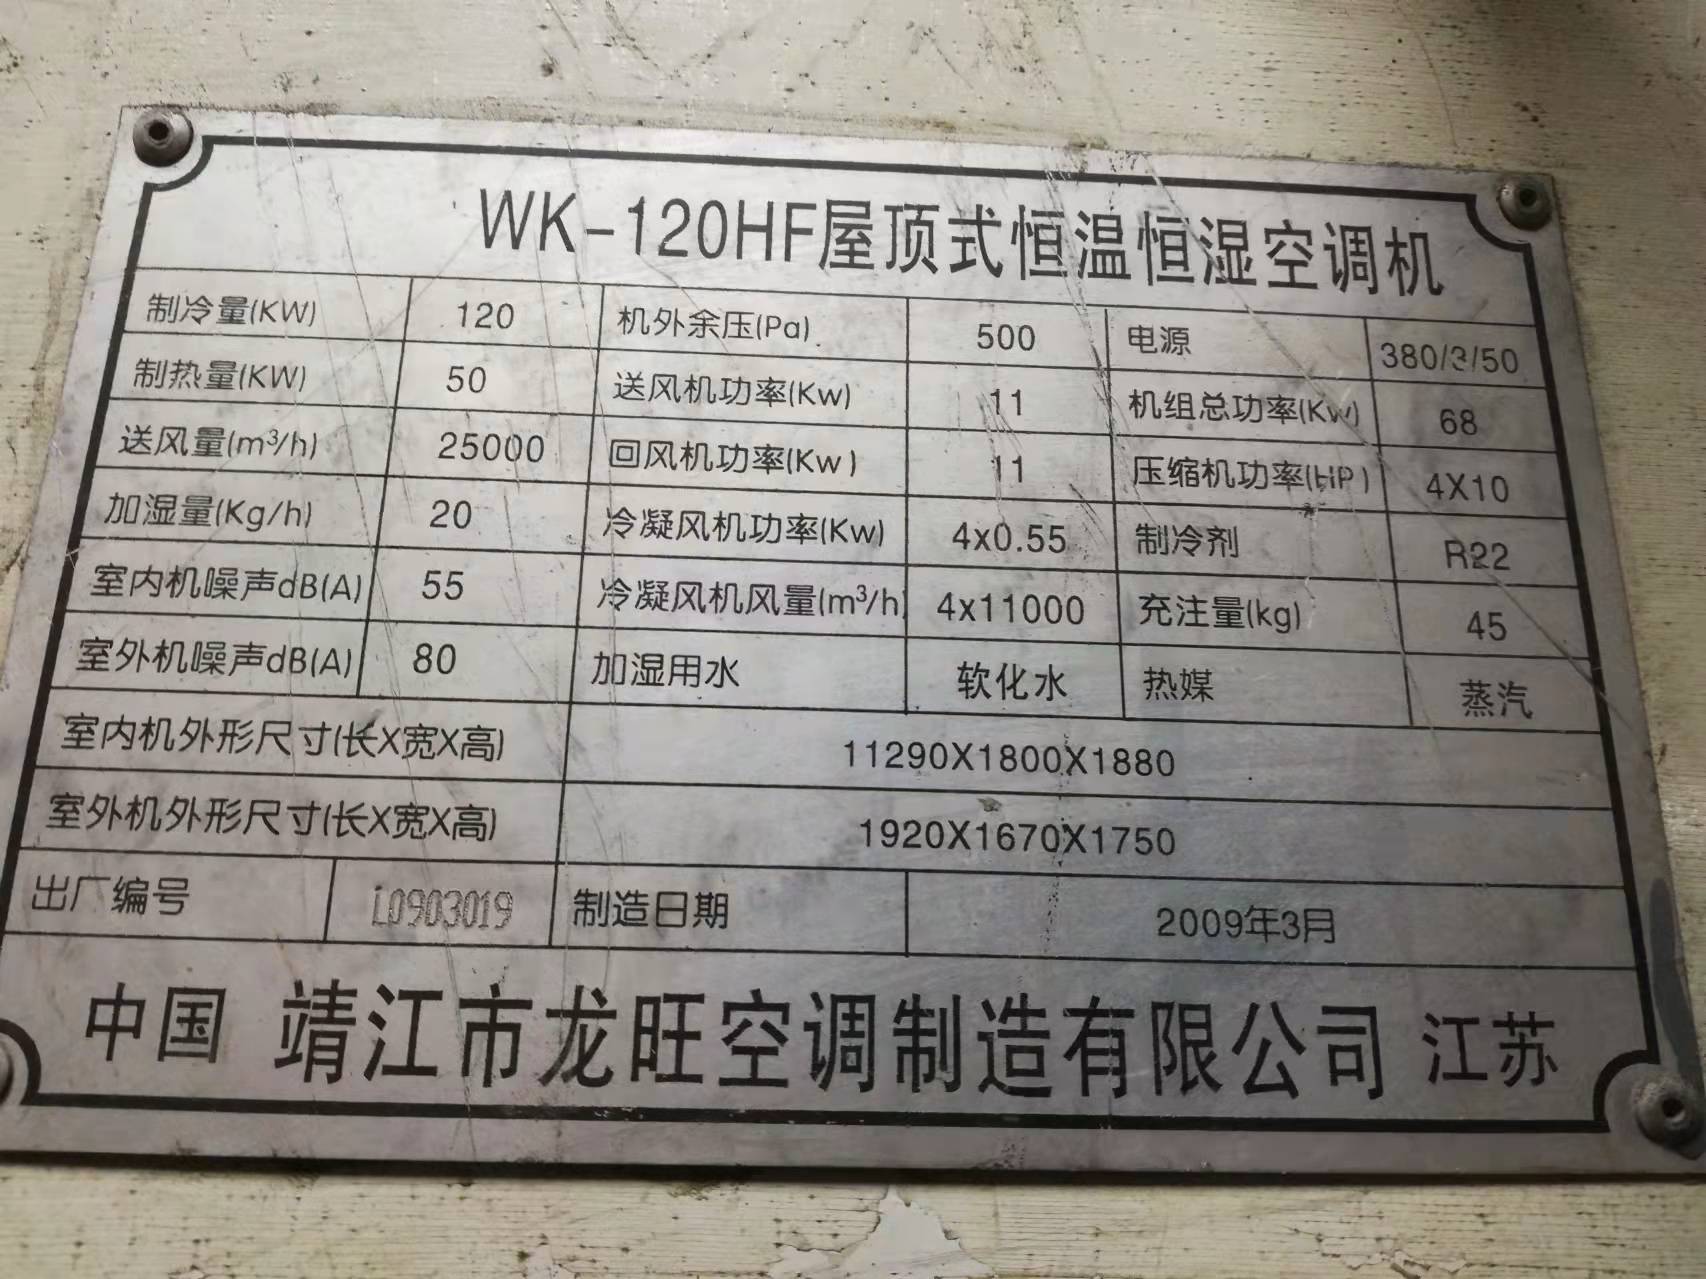 WK-120HF屋顶式恒温恒湿空调机
制冷量(KW) 120 机外余压(Pa) 500 电源 380/3/50
制热量(KW) 50 送风机功率(Kw) 11 机组总功率(Kw) 68
送风量(m³/h) 25000 回风机功率(Kw) 11 压缩机功率(HP) 4X10
加湿量(Kg/h) 20 冷凝风机功率(Kw) 4x0.55 制冷剂 R22
室内机噪声dB(A) 55 冷凝风机风量(m³/h) 4x11000 充注量(kg) 45
室外机噪声dB(A) 80 加湿用水 软化水 热媒 蒸汽
室内机外形尺寸(长X宽X高) 11290X1800X1880
室外机外形尺寸(长X宽X高) 1920X1670X1750
出厂编号 L0903019 制造日期 2009年3月
中国 靖江市龙旺空调制造有限公司 江苏